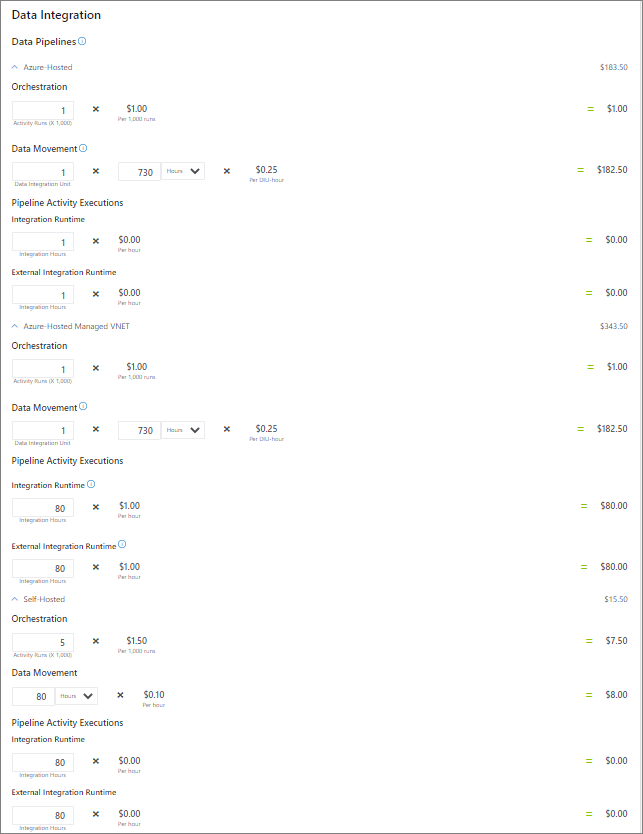 Data Integration
Data Pipelines
Azure-Hosted $183.50
Orchestration
1 × $1.00 = $1.00
Activity Runs (X 1,000) Per 1,000 runs
Data Movement
1 × 730 Hours × $0.25 = $182.50
Data Integration Unit Per DIU-hour
Pipeline Activity Executions
Integration Runtime
1 × $0.00 = $0.00
Integration Hours Per hour
External Integration Runtime
1 × $0.00 = $0.00
Integration Hours Per hour
Azure-Hosted Managed VNET $343.50
Orchestration
1 × $1.00 = $1.00
Activity Runs (X 1,000) Per 1,000 runs
Data Movement
1 × 730 Hours × $0.25 = $182.50
Data Integration Unit Per DIU-hour
Pipeline Activity Executions
Integration Runtime
80 × $1.00 = $80.00
Integration Hours Per hour
External Integration Runtime
80 × $1.00 = $80.00
Integration Hours Per hour
Self-Hosted $15.50
Orchestration
5 × $1.50 = $7.50
Activity Runs (X 1,000) Per 1,000 runs
Data Movement
80 Hours × $0.10 = $8.00
Per hour
Pipeline Activity Executions
Integration Runtime
80 × $0.00 = $0.00
Integration Hours Per hour
External Integration Runtime
80 × $0.00 = $0.00
Integration Hours Per hour